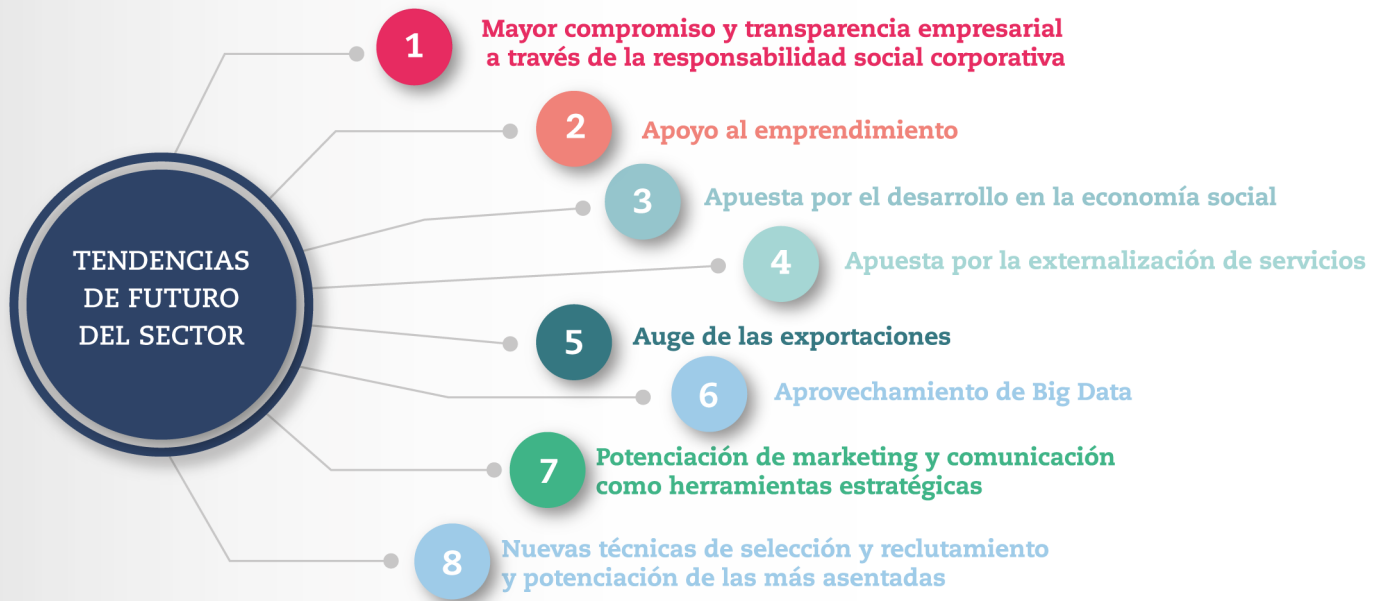 TENDENCIAS
DE FUTURO
DEL SECTOR
1
Mayor compromiso y transparencia empresarial
a través de la responsabilidad social corporativa
2
Apoyo al emprendimiento
3
Apuesta por el desarrollo en la economía social
4
Apuesta por la externalización de servicios
5
Auge de las exportaciones
6
Aprovechamiento de Big Data
7
Potenciación de marketing y comunicación
como herramientas estratégicas
8
Nuevas técnicas de selección y reclutamiento
y potenciación de las más asentadas